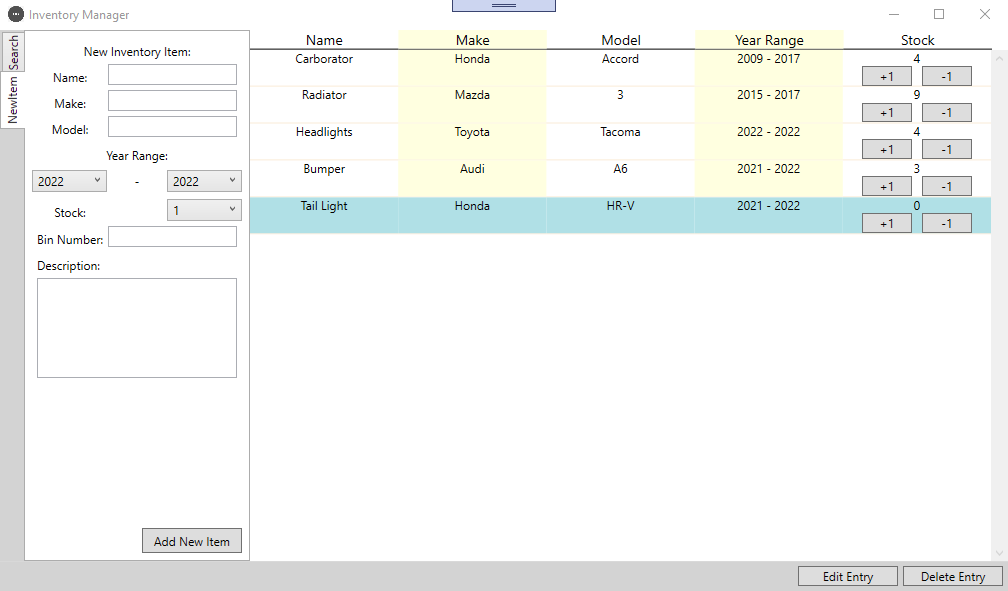 Inventory Manager
Search
NewItem
New Inventory Item:
Name:
Make:
Model:
Year Range:
2022 - 2022
Stock: 1
Bin Number:
Description:
Add New Item
Name Make Model Year Range Stock
Carborator Honda Accord 2009 - 2017 4
+1 -1
Radiator Mazda 3 2015 - 2017 9
+1 -1
Headlights Toyota Tacoma 2022 - 2022 4
+1 -1
Bumper Audi A6 2021 - 2022 3
+1 -1
Tail Light Honda HR-V 2021 - 2022 0
+1 -1
Edit Entry Delete Entry